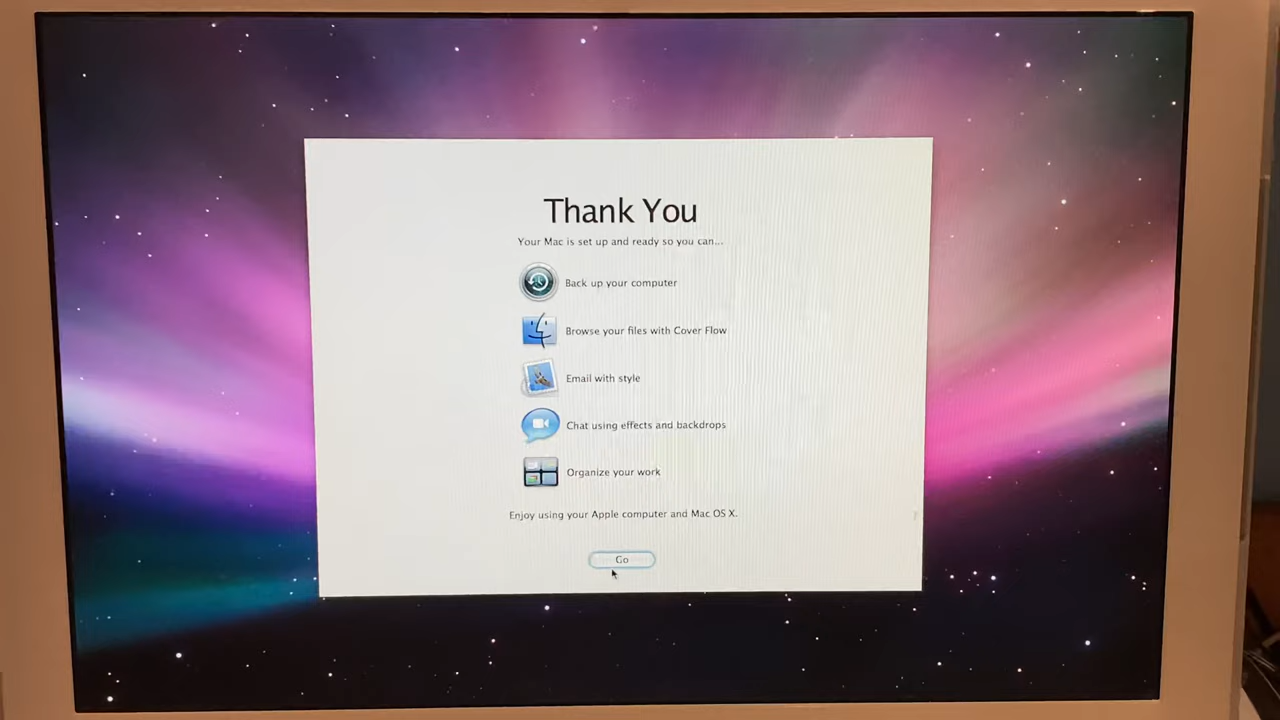 Thank You
Your Mac is set up and ready so you can...
Back up your computer
Browse your files with Cover Flow
Email with style
Chat using effects and backdrops
Organize your work
Enjoy using your Apple computer and Mac OS X.
Go